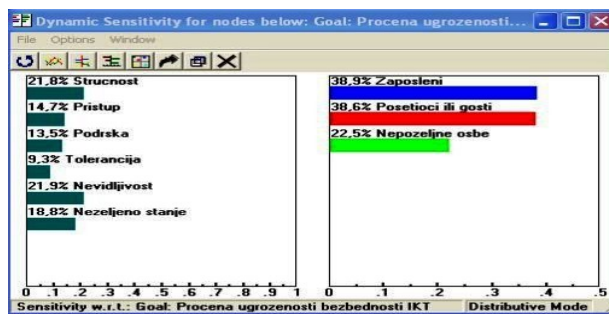 Dynamic Sensitivity for nodes below: Goal: Procena ugrozenosti...
File Options Window
21,8% Strucnost
14,7% Pristup
13,5% Podrska
9,3% Tolerancija
21,9% Nevidljivost
18,8% Nezeljeno stanje
0 .1 .2 .3 .4 .5 .6 .7 .8 .9 1
38,9% Zaposleni
38,6% Posetioci ili gosti
22,5% Nepozeljne osbe
0 .1 .2 .3 .4 .5
Sensitivity w.r.t.: Goal: Procena ugrozenosti bezbednosti IKT
Distributive Mode